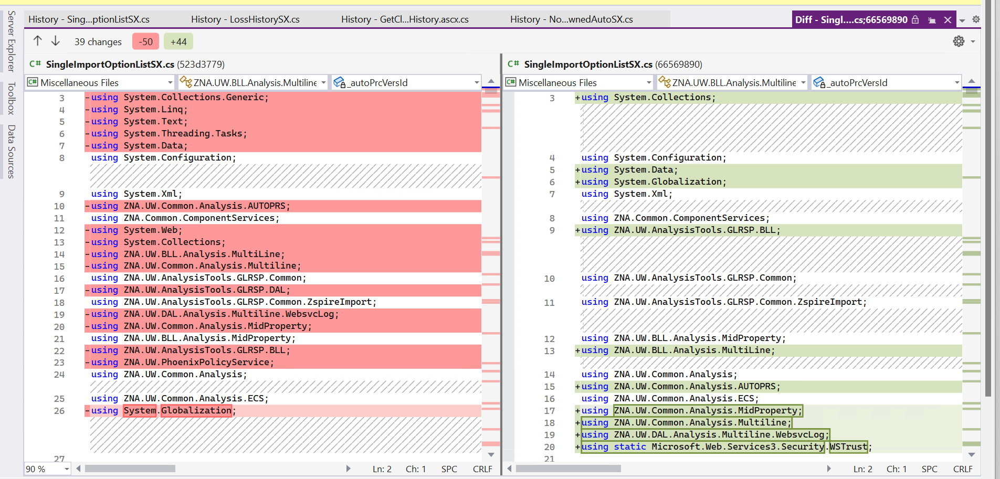 Server Explorer
Toolbox
Data Sources
History - Sing...ptionListSX.cs
History - LossHistorySX.cs
History - GetCl...History.ascx.cs
History - No...wnedAutoSX.cs
Diff - Singl....cs;66569890
39 changes
-50
+44
C# SingleImportOptionListSX.cs (523d3779)
C# Miscellaneous Files
ZNA.UW.BLL.Analysis.Multiline
_autoPrcVersId
3 -using System.Collections.Generic;
4 -using System.Linq;
5 -using System.Text;
6 -using System.Threading.Tasks;
7 -using System.Data;
8 using System.Configuration;
9 using System.Xml;
10 -using ZNA.UW.Common.Analysis.AUTOPRS;
11 using ZNA.Common.ComponentServices;
12 -using System.Web;
13 -using System.Collections;
14 -using ZNA.UW.BLL.Analysis.MultiLine;
15 -using ZNA.UW.Common.Analysis.Multiline;
16 using ZNA.UW.AnalysisTools.GLRSP.Common;
17 -using ZNA.UW.AnalysisTools.GLRSP.DAL;
18 using ZNA.UW.AnalysisTools.GLRSP.Common.ZspireImport;
19 -using ZNA.UW.DAL.Analysis.Multiline.WebsvcLog;
20 -using ZNA.UW.Common.Analysis.MidProperty;
21 using ZNA.UW.BLL.Analysis.MidProperty;
22 -using ZNA.UW.AnalysisTools.GLRSP.BLL;
23 -using ZNA.UW.PhoenixPolicyService;
24 using ZNA.UW.Common.Analysis;
25 using ZNA.UW.Common.Analysis.ECS;
26 -using System.Globalization;
27
90 %
Ln: 2 Ch: 1 SPC CRLF
C# SingleImportOptionListSX.cs (66569890)
C# Miscellaneous Files
ZNA.UW.BLL.Analysis.Multiline
_autoPrcVersId
3 +using System.Collections;
4 using System.Configuration;
5 +using System.Data;
6 +using System.Globalization;
7 using System.Xml;
8 using ZNA.Common.ComponentServices;
9 +using ZNA.UW.AnalysisTools.GLRSP.BLL;
10 using ZNA.UW.AnalysisTools.GLRSP.Common;
11 using ZNA.UW.AnalysisTools.GLRSP.Common.ZspireImport;
12 using ZNA.UW.BLL.Analysis.MidProperty;
13 +using ZNA.UW.BLL.Analysis.MultiLine;
14 using ZNA.UW.Common.Analysis;
15 +using ZNA.UW.Common.Analysis.AUTOPRS;
16 using ZNA.UW.Common.Analysis.ECS;
17 +using ZNA.UW.Common.Analysis.MidProperty;
18 +using ZNA.UW.Common.Analysis.Multiline;
19 +using ZNA.UW.DAL.Analysis.Multiline.WebsvcLog;
20 +using static Microsoft.Web.Services3.Security.WSTrust;
21
Ln: 2 Ch: 1 SPC CRLF